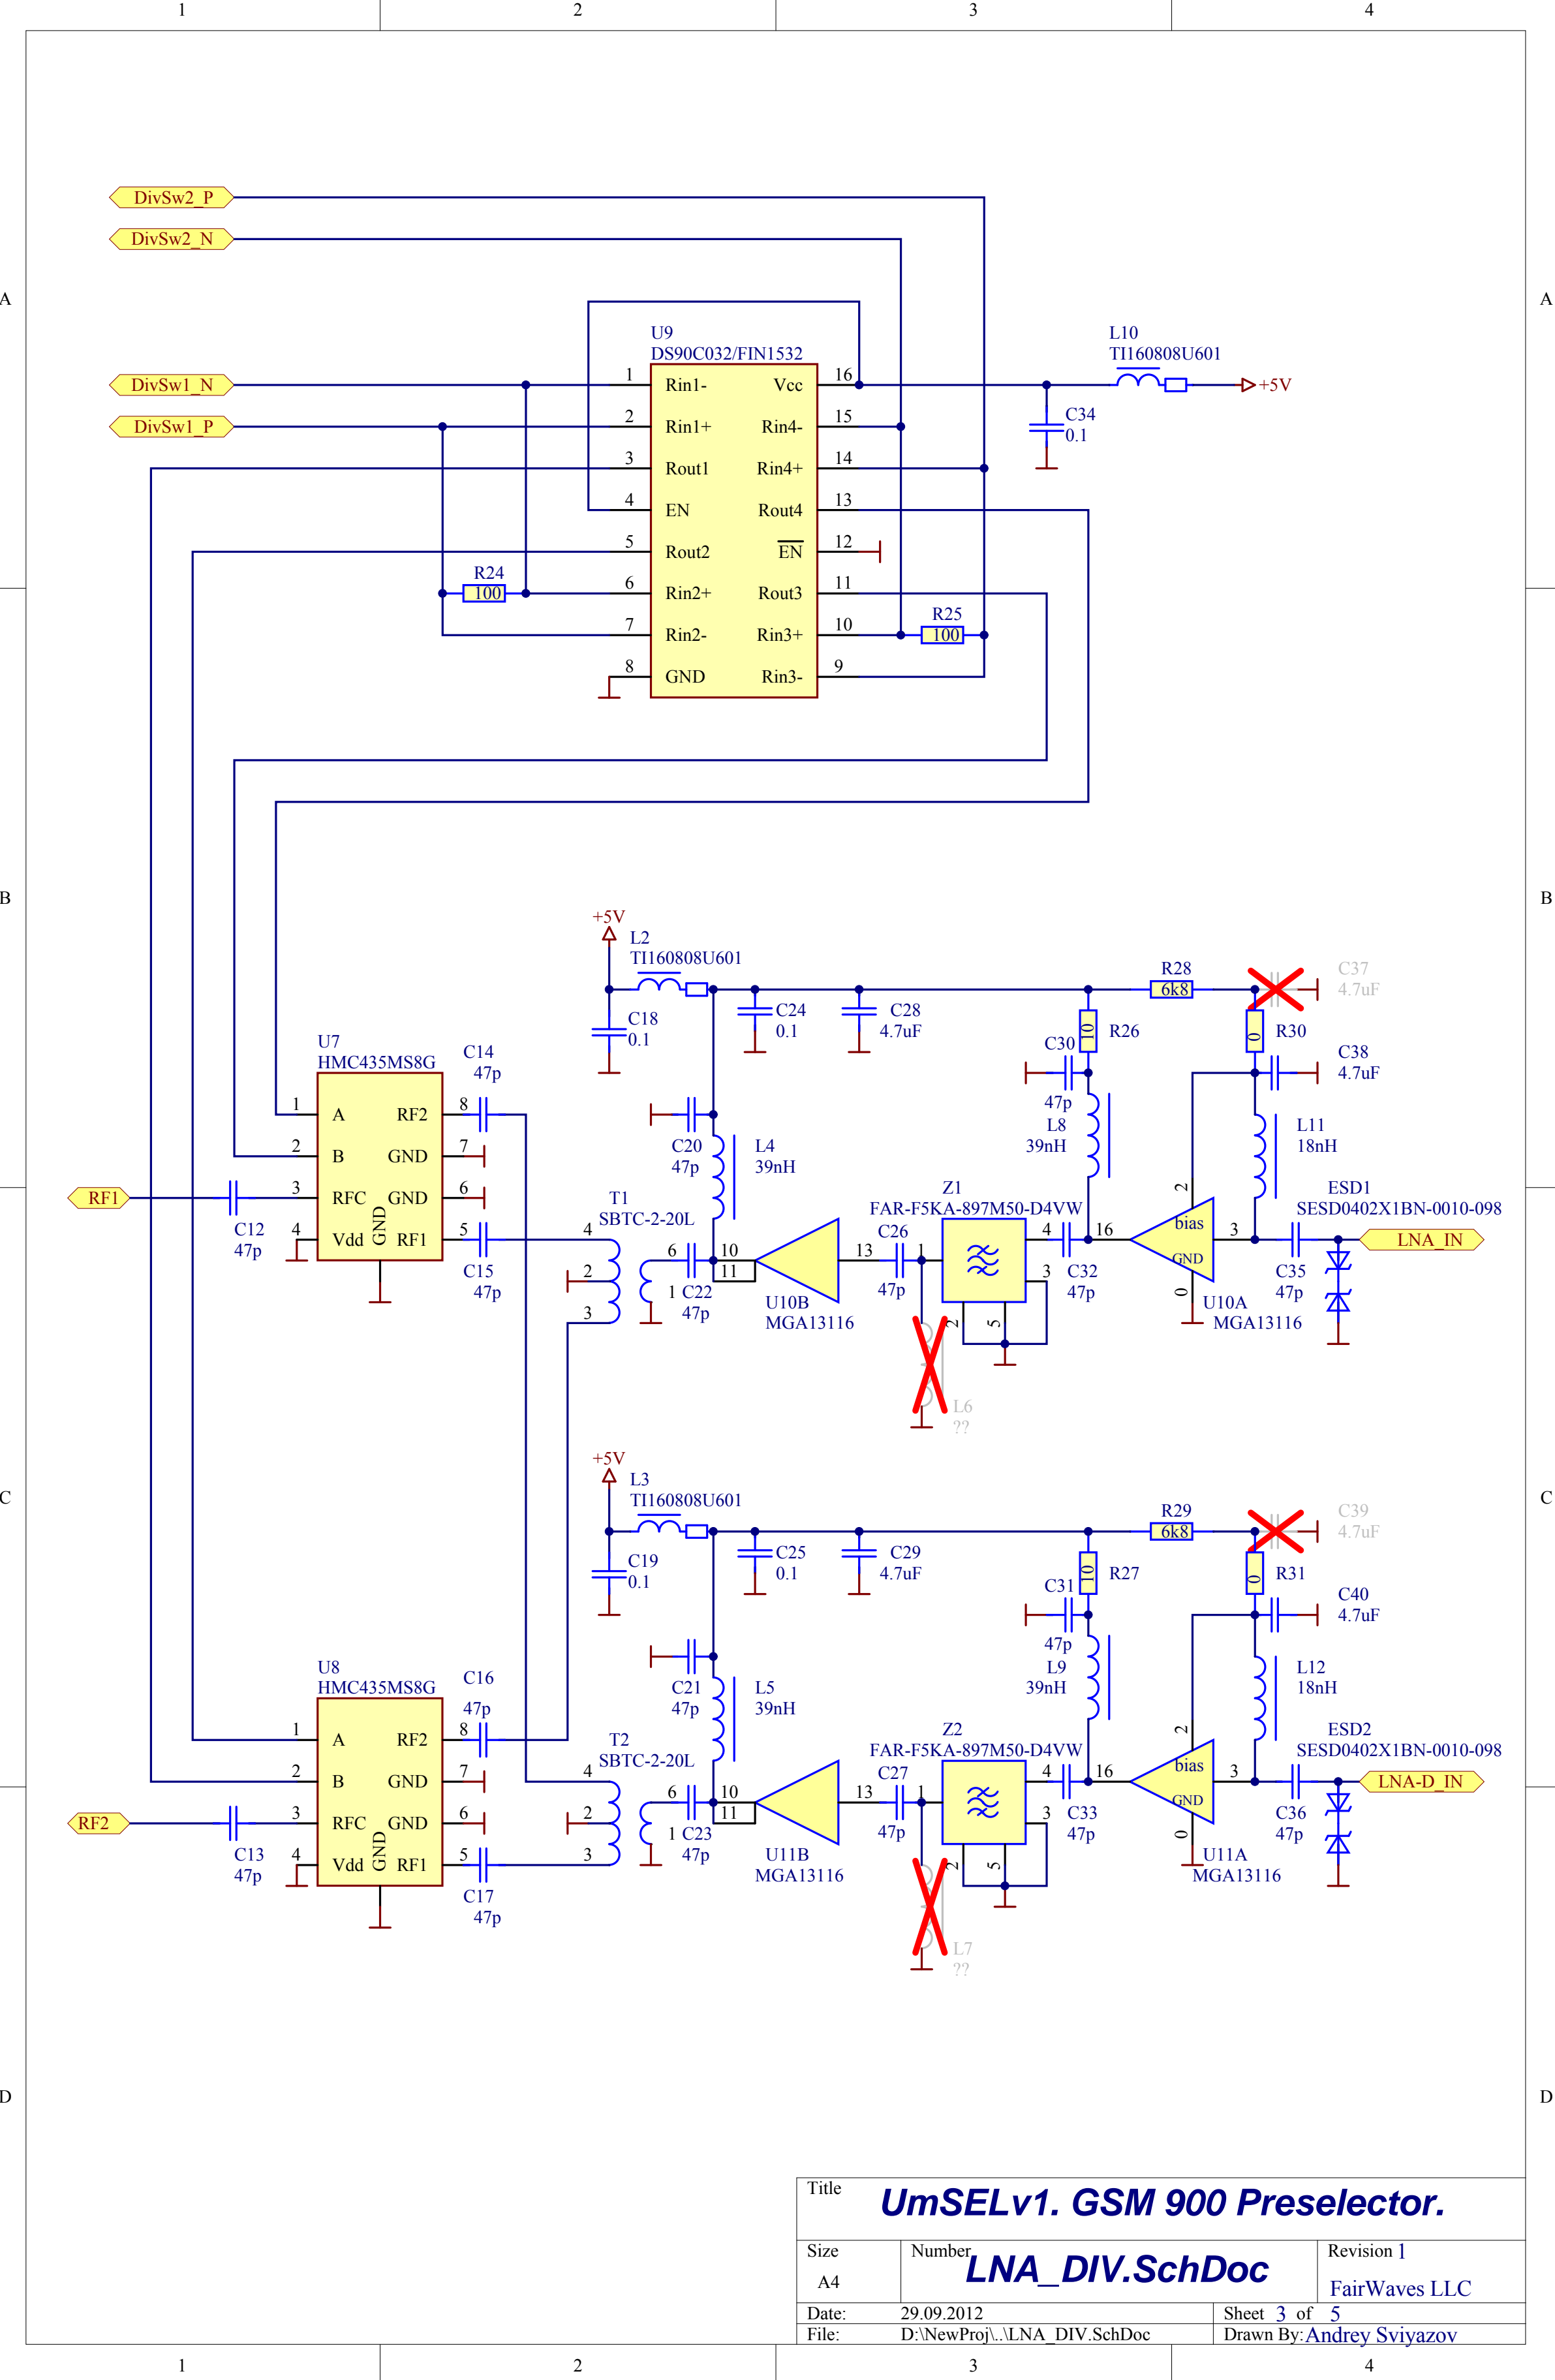 1 2 3 4
A A
B B
C C
D D
DivSw2_P
DivSw2_N
DivSw1_N
DivSw1_P
U9
DS90C032/FIN1532
1 Rin1- Vcc 16
2 Rin1+ Rin4- 15
3 Rout1 Rin4+ 14
4 EN Rout4 13
5 Rout2 EN 12
6 Rin2+ Rout3 11
7 Rin2- Rin3+ 10
8 GND Rin3- 9
L10
TI160808U601
+5V
C34
0.1
R24
100
R25
100
+5V
L2
TI160808U601
C18
0.1
C24
0.1
C28
4.7uF
R28
6k8
C37
4.7uF
10 R26
0 R30
C30
47p
C38
4.7uF
L8
39nH
L11
18nH
C20
47p
L4
39nH
U7
HMC435MS8G
1 A RF2 8
2 B GND 7
3 RFC GND 6
4 Vdd GND RF1 5
C14
47p
C15
47p
RF1
C12
47p
T1
SBTC-2-20L
4
2
3
6
1
C22
47p
10
11
13
U10B
MGA13116
C26
47p
Z1
FAR-F5KA-897M50-D4VW
1 4
3
2 5
C32
47p
16
2
bias
GND
3
0
U10A
MGA13116
ESD1
SESD0402X1BN-0010-098
C35
47p
LNA_IN
L6
??
+5V
L3
TI160808U601
C19
0.1
C25
0.1
C29
4.7uF
R29
6k8
C39
4.7uF
10 R27
0 R31
C31
47p
C40
4.7uF
L9
39nH
L12
18nH
C21
47p
L5
39nH
U8
HMC435MS8G
1 A RF2 8
2 B GND 7
3 RFC GND 6
4 Vdd GND RF1 5
C16
47p
C17
47p
RF2
C13
47p
T2
SBTC-2-20L
4
2
3
6
1
C23
47p
10
11
13
U11B
MGA13116
C27
47p
Z2
FAR-F5KA-897M50-D4VW
1 4
3
2 5
C33
47p
16
2
bias
GND
3
0
U11A
MGA13116
ESD2
SESD0402X1BN-0010-098
C36
47p
LNA-D_IN
L7
??
Title
UmSELv1. GSM 900 Preselector.
Size
A4
Number
LNA_DIV.SchDoc
Revision 1
FairWaves LLC
Date: 29.09.2012
Sheet 3 of 5
File: D:\NewProj\..\LNA_DIV.SchDoc
Drawn By: Andrey Sviyazov
1 2 3 4